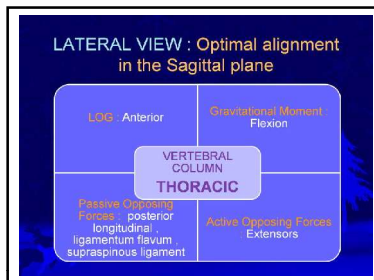 LATERAL VIEW : Optimal alignment
in the Sagittal plane
LOG : Anterior
Gravitational Moment :
Flexion
VERTEBRAL
COLUMN
THORACIC
Passive Opposing
Forces : posterior
longitudinal ,
ligamentum flavum ,
supraspinous ligament
Active Opposing Forces
Extensors